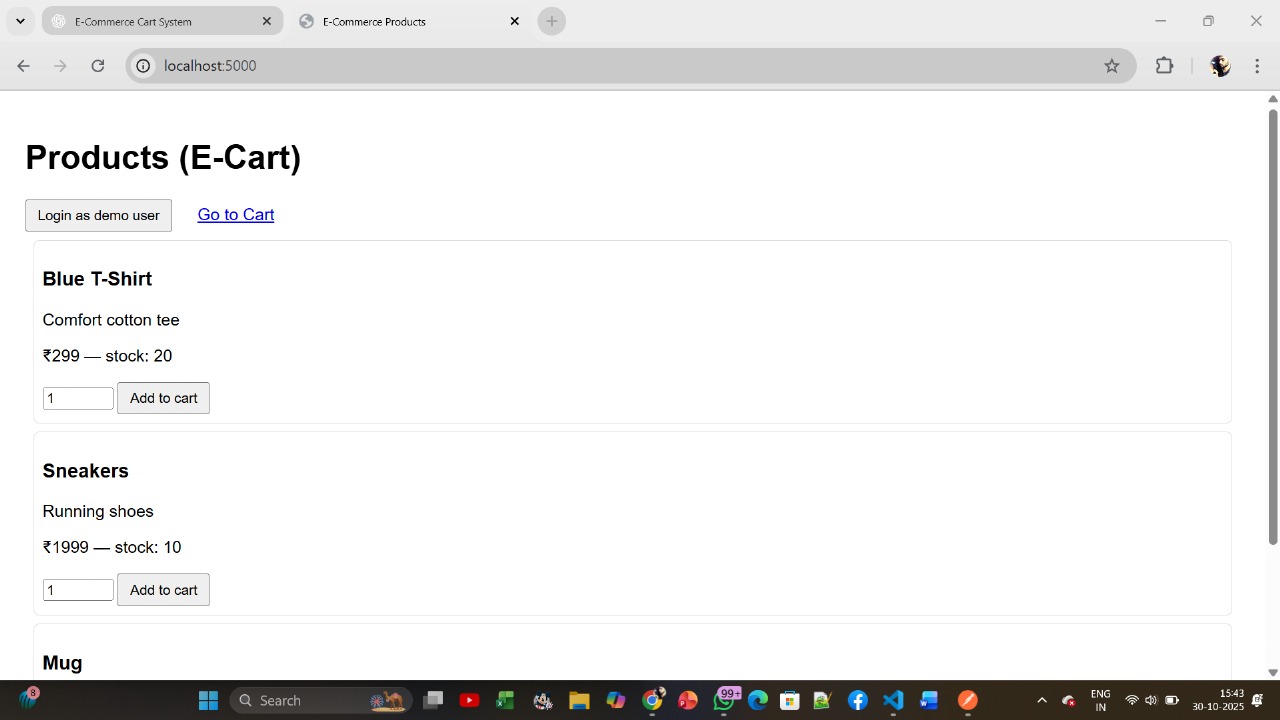 E-Commerce Cart System
E-Commerce Products
localhost:5000
Products (E-Cart)
Login as demo user
Go to Cart
Blue T-Shirt
Comfort cotton tee
₹299 — stock: 20
1
Add to cart
Sneakers
Running shoes
₹1999 — stock: 10
1
Add to cart
Mug
8
Search
99+
ENG
IN
15:43
30-10-2025